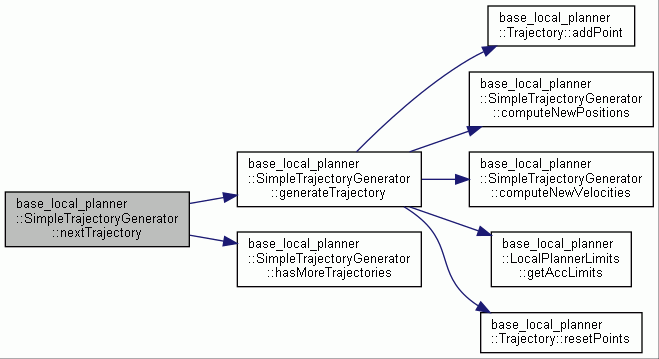 base_local_planner
::SimpleTrajectoryGenerator
::nextTrajectory
base_local_planner
::SimpleTrajectoryGenerator
::generateTrajectory
base_local_planner
::SimpleTrajectoryGenerator
::hasMoreTrajectories
base_local_planner
::Trajectory::addPoint
base_local_planner
::SimpleTrajectoryGenerator
::computeNewPositions
base_local_planner
::SimpleTrajectoryGenerator
::computeNewVelocities
base_local_planner
::LocalPlannerLimits
::getAccLimits
base_local_planner
::Trajectory::resetPoints